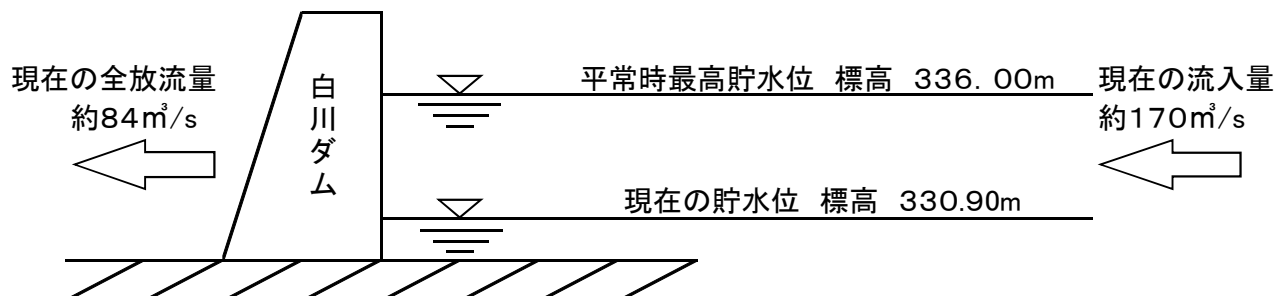 現在の全放流量
約84㎥/s
白川ダム
平常時最高貯水位 標高 336.00m
現在の貯水位 標高 330.90m
現在の流入量
約170㎥/s